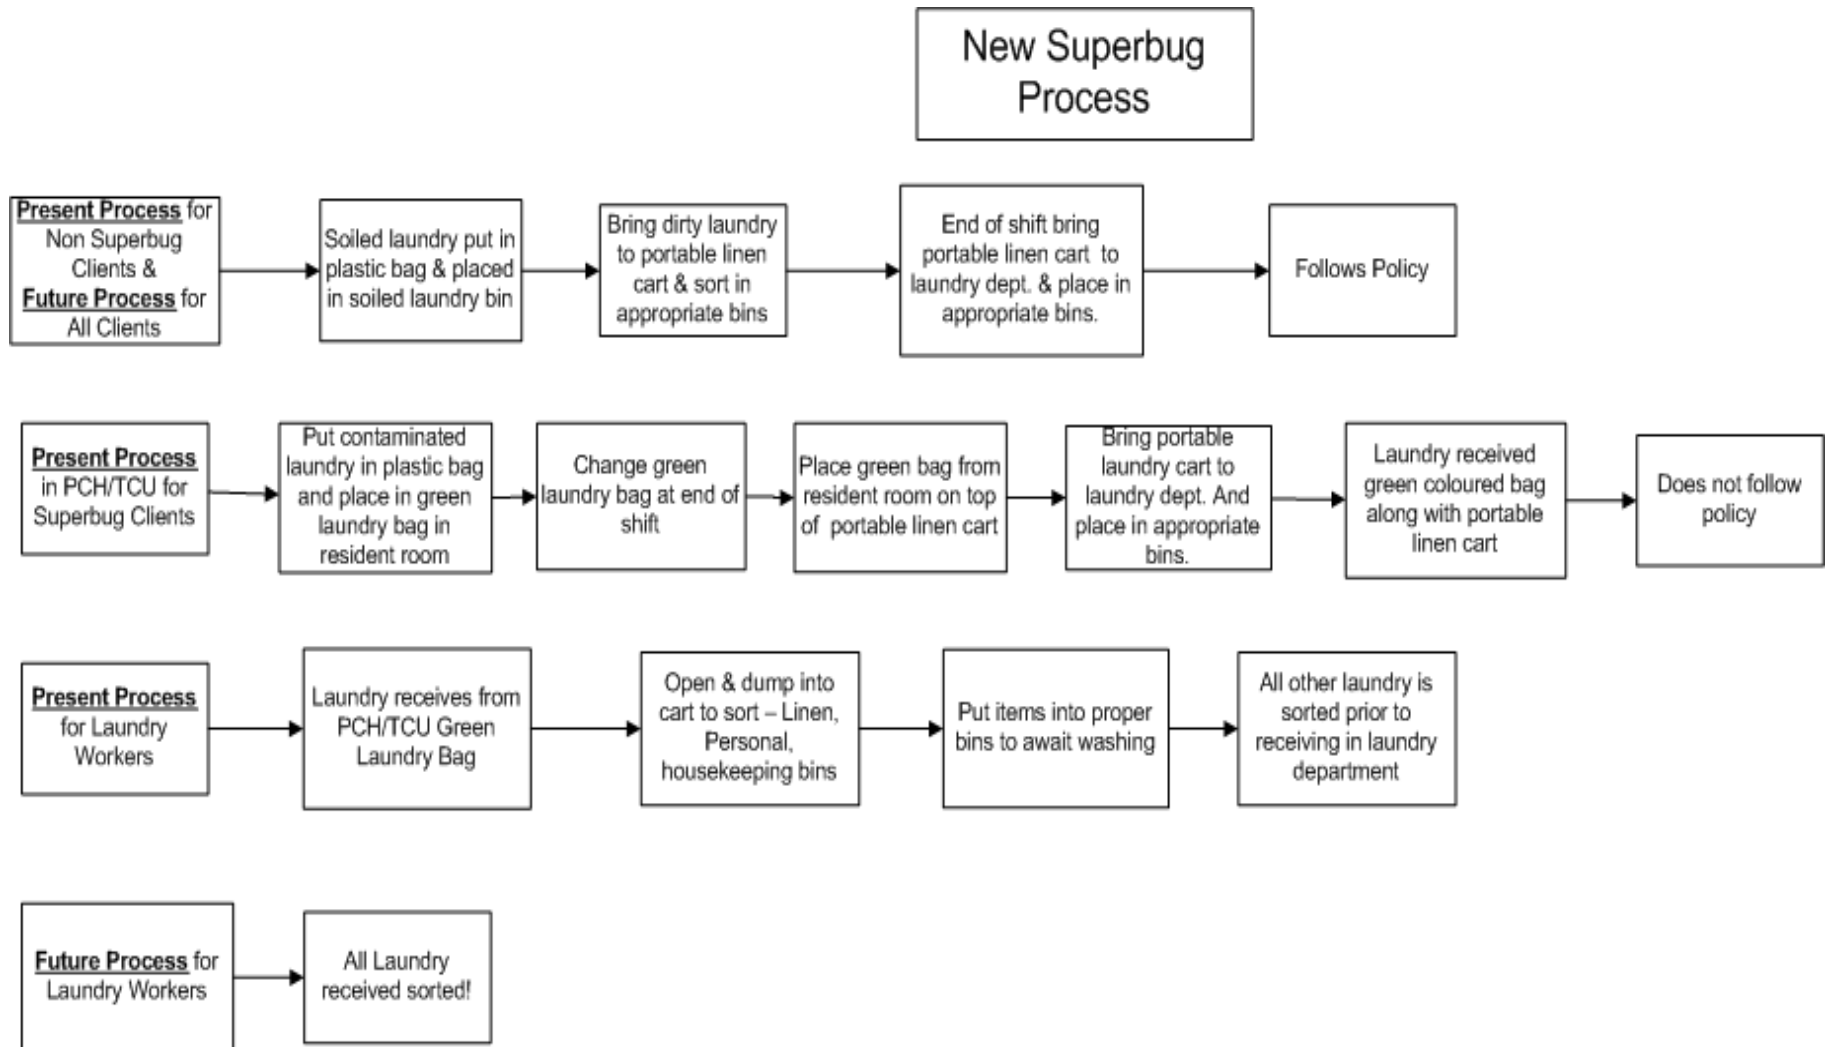 New Superbug
Process
Present Process for
Non Superbug
Clients &
Future Process for
All Clients
Soiled laundry put in
plastic bag & placed
in soiled laundry bin
Bring dirty laundry
to portable linen
cart & sort in
appropriate bins
End of shift bring
portable linen cart to
laundry dept. & place in
appropriate bins.
Follows Policy
Present Process
in PCH/TCU for
Superbug Clients
Put contaminated
laundry in plastic bag
and place in green
laundry bag in
resident room
Change green
laundry bag at end of
shift
Place green bag from
resident room on top
of portable linen cart
Bring portable
laundry cart to
laundry dept. And
place in appropriate
bins.
Laundry received
green coloured bag
along with portable
linen cart
Does not follow
policy
Present Process
for Laundry
Workers
Laundry receives from
PCH/TCU Green
Laundry Bag
Open & dump into
cart to sort – Linen,
Personal,
housekeeping bins
Put items into proper
bins to await washing
All other laundry is
sorted prior to
receiving in laundry
department
Future Process for
Laundry Workers
All Laundry
received sorted!